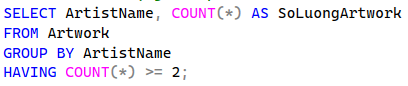 SELECT ArtistName, COUNT(*) AS SoLuongArtwork
FROM Artwork
GROUP BY ArtistName
HAVING COUNT(*) >= 2;